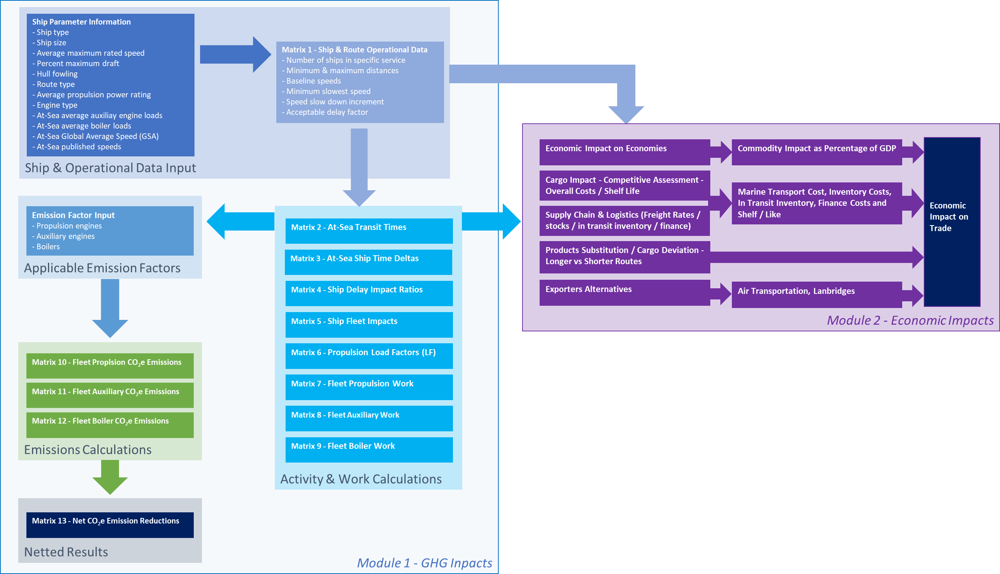 Ship Parameter Information
- Ship type
- Ship size
- Average maximum rated speed
- Percent maximum draft
- Hull fowling
- Route type
- Average propulsion power rating
- Engine type
- At-Sea average auxiliay engine loads
- At-Sea average boiler loads
- At-Sea Global Average Speed (GSA)
- At-Sea published speeds
Ship & Operational Data Input
Matrix 1 - Ship & Route Operational Data
- Number of ships in specific service
- Minimum & maximum distances
- Baseline speeds
- Minimum slowest speed
- Speed slow down increment
- Acceptable delay factor
Emission Factor Input
- Propulsion engines
- Auxiliary engines
- Boilers
Applicable Emission Factors
Matrix 10 - Fleet Proplsion CO₂e Emissions
Matrix 11 - Fleet Auxiliary CO₂e Emissions
Matrix 12 - Fleet Boiler CO₂e Emissions
Emissions Calculations
Matrix 13 - Net CO₂e Emission Reductions
Netted Results
Matrix 2 - At-Sea Transit Times
Matrix 3 - At-Sea Ship Time Deltas
Matrix 4 - Ship Delay Impact Ratios
Matrix 5 - Ship Fleet Impacts
Matrix 6 - Propulsion Load Factors (LF)
Matrix 7 - Fleet Propulsion Work
Matrix 8 - Fleet Auxiliary Work
Matrix 9 - Fleet Boiler Work
Activity & Work Calculations
Module 1 - GHG Inpacts
Economic Impact on Economies
Commodity Impact as Percentage of GDP
Cargo Impact - Competitive Assessment -
Overall Costs / Shelf Life
Supply Chain & Logistics (Freight Rates /
stocks / in transit inventory / finance)
Marine Transport Cost, Inventory Costs,
In Transit Inventory, Finance Costs and
Shelf / Like
Products Substitution / Cargo Deviation -
Longer vs Shorter Routes
Exporters Alternatives
Air Transportation, Lanbridges
Economic
Impact on
Trade
Module 2 - Economic Impacts